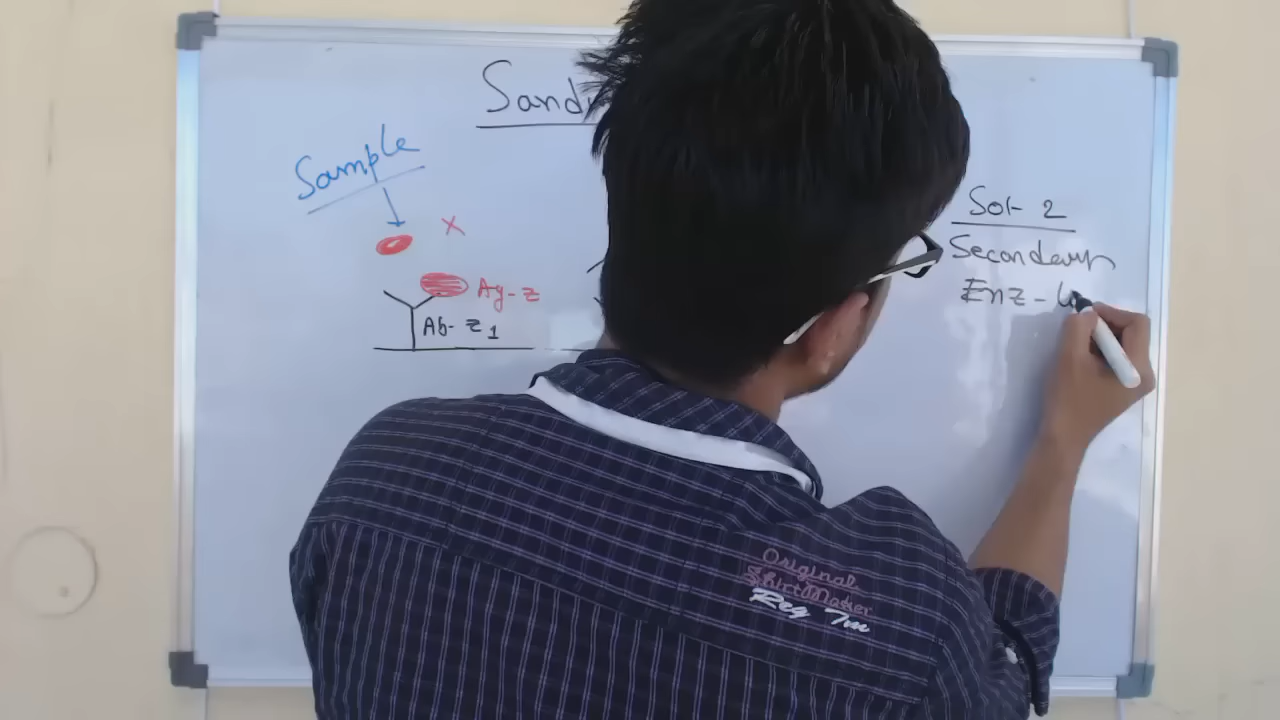 Sand
Sample
x
Ag-z
Ab-z1
Sol-2
Secondary
Enz-
Original
ShirtMaker
Reg Tm